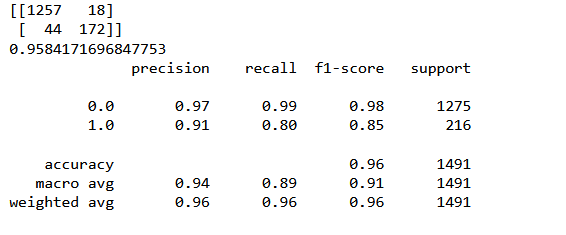 [[1257   18]
 [  44  172]]
0.9584171696847753
              precision    recall  f1-score   support

         0.0       0.97      0.99      0.98      1275
         1.0       0.91      0.80      0.85       216

    accuracy                           0.96      1491
   macro avg       0.94      0.89      0.91      1491
weighted avg       0.96      0.96      0.96      1491